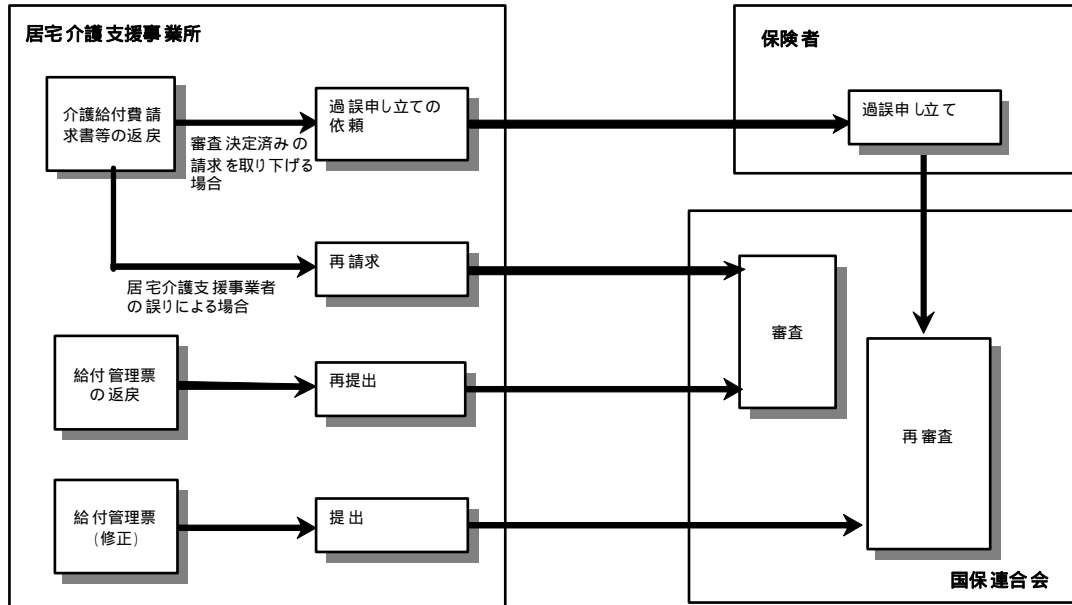 居宅介護支援事業所
保険者
介護給付費請
求書等の返戻
審査決定済みの
請求を取り下げる
場合
過誤申し立ての
依頼
過誤申し立て
居宅介護支援事業者
の誤りによる場合
再請求
審査
給付管理票
の返戻
再提出
再審査
給付管理票
(修正)
提出
国保連合会